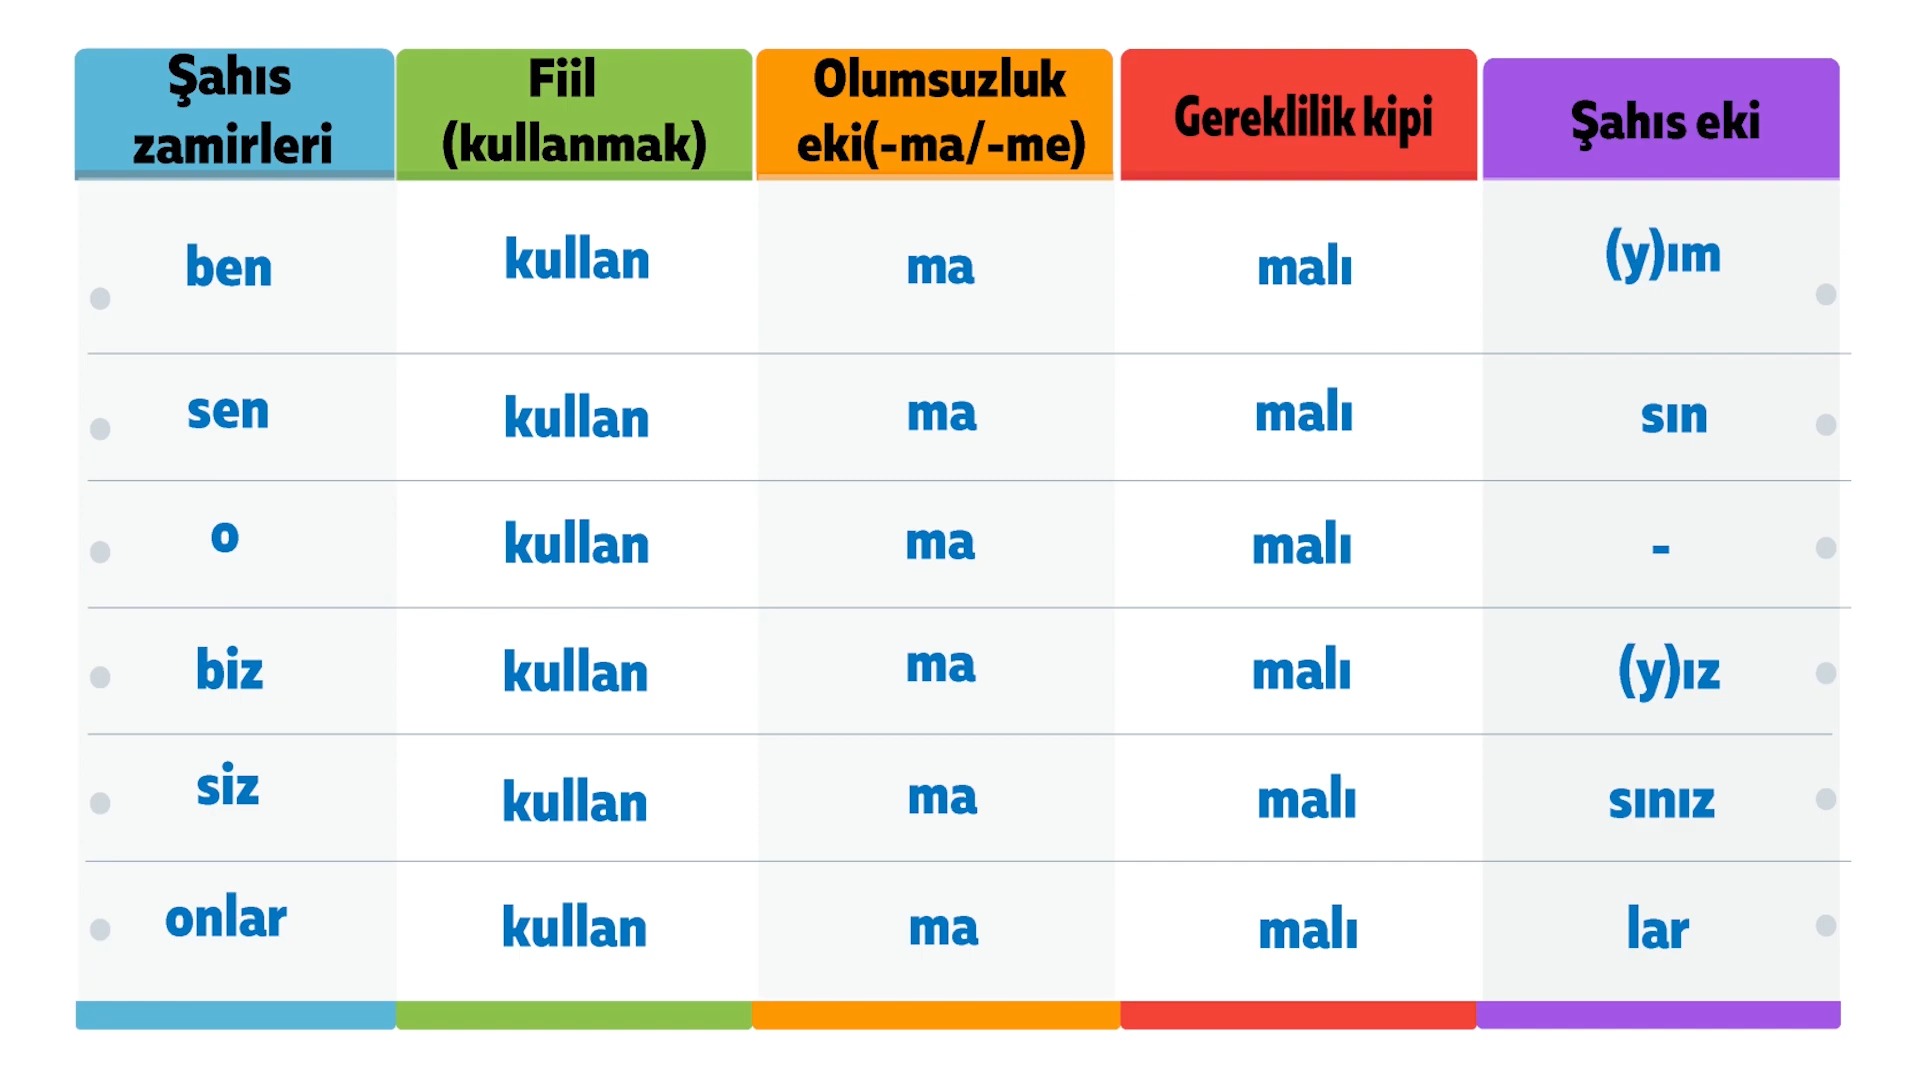 Şahıs zamirleri
Fiil (kullanmak)
Olumsuzluk eki(-ma/-me)
Gereklilik kipi
Şahıs eki
ben kullan ma malı (y)ım
sen kullan ma malı sın
o kullan ma malı -
biz kullan ma malı (y)ız
siz kullan ma malı sınız
onlar kullan ma malı lar